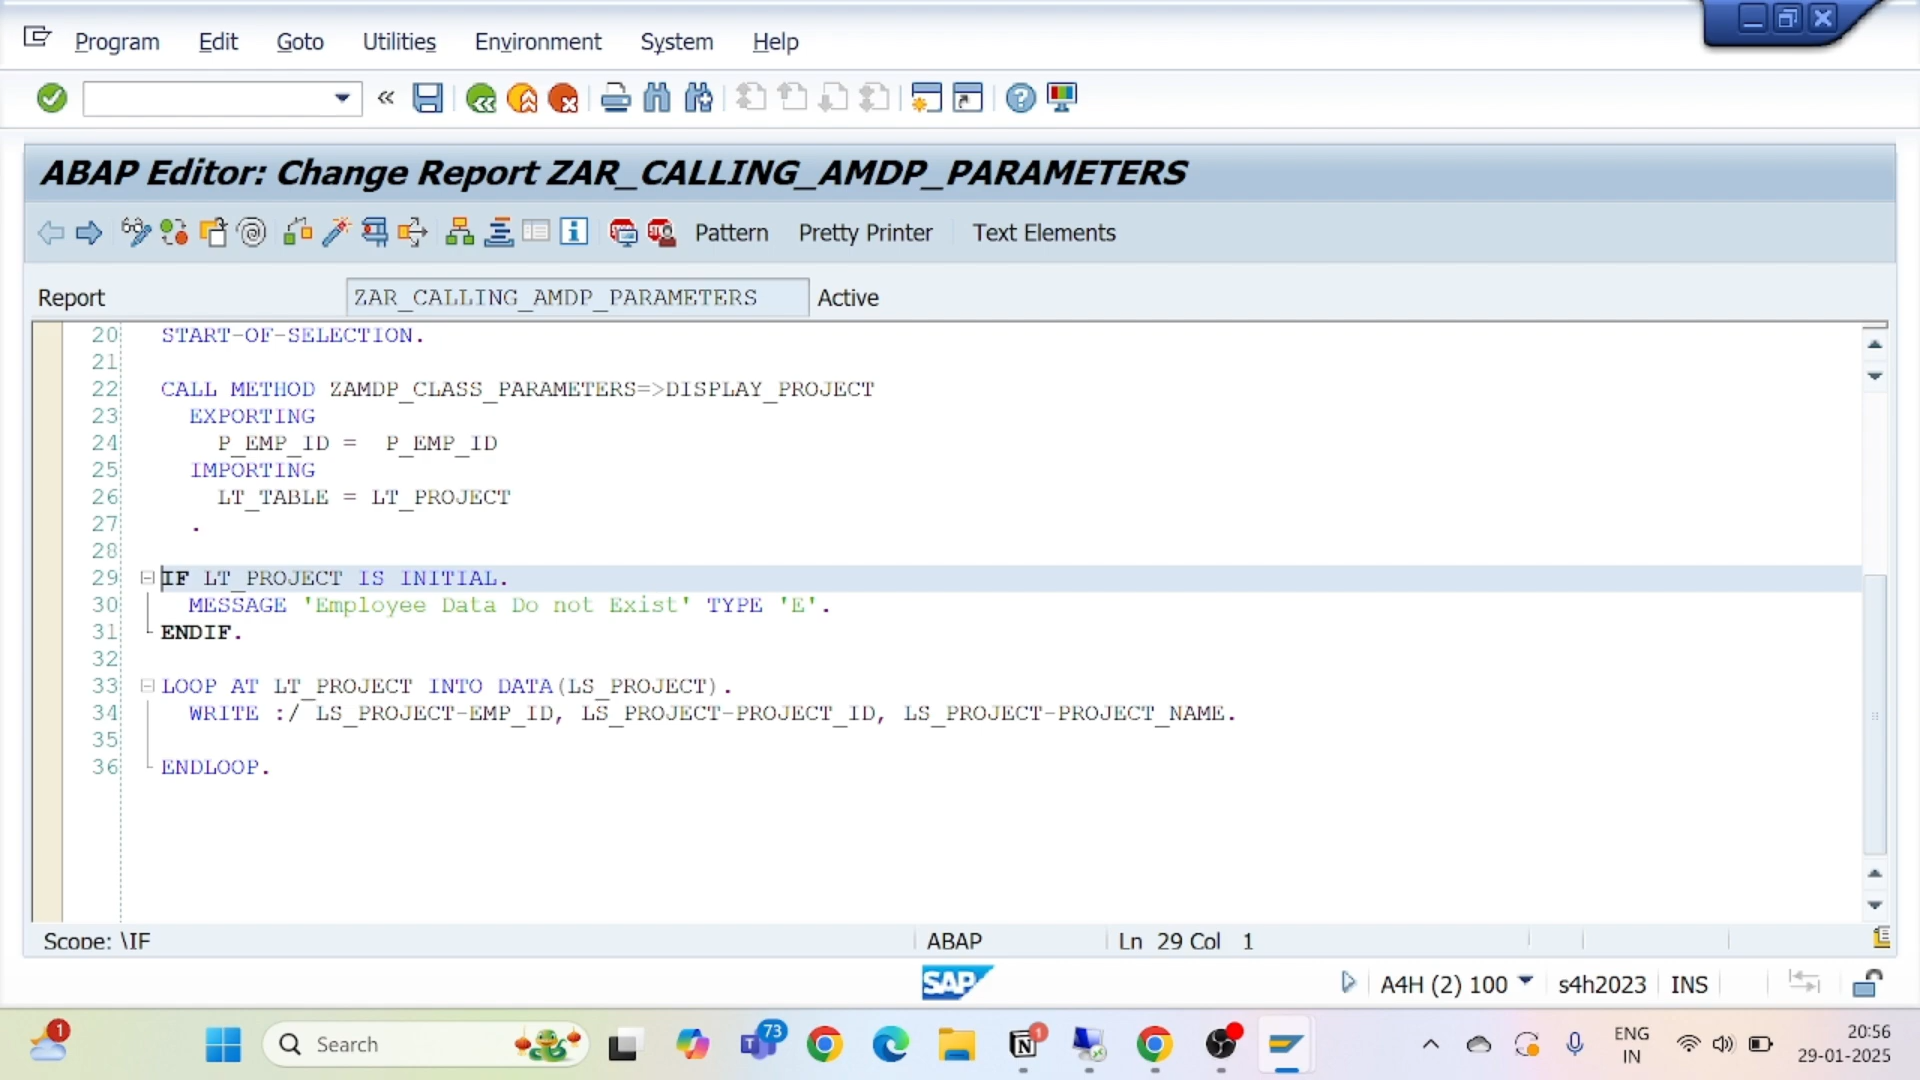 Program Edit Goto Utilities Environment System Help
ABAP Editor: Change Report ZAR_CALLING_AMDP_PARAMETERS
Pattern Pretty Printer Text Elements
Report ZAR_CALLING_AMDP_PARAMETERS Active
20 START-OF-SELECTION.
21
22 CALL METHOD ZAMDP_CLASS_PARAMETERS=>DISPLAY_PROJECT
23 EXPORTING
24 P_EMP_ID = P_EMP_ID
25 IMPORTING
26 LT_TABLE = LT_PROJECT
27 .
28
29 IF LT_PROJECT IS INITIAL.
30 MESSAGE 'Employee Data Do not Exist' TYPE 'E'.
31 ENDIF.
32
33 LOOP AT LT_PROJECT INTO DATA(LS_PROJECT).
34 WRITE :/ LS_PROJECT-EMP_ID, LS_PROJECT-PROJECT_ID, LS_PROJECT-PROJECT_NAME.
35
36 ENDLOOP.
Scope: \IF ABAP Ln 29 Col 1
SAP A4H (2) 100 s4h2023 INS
1 Search 73 1 ENG 20:56
IN 29-01-2025